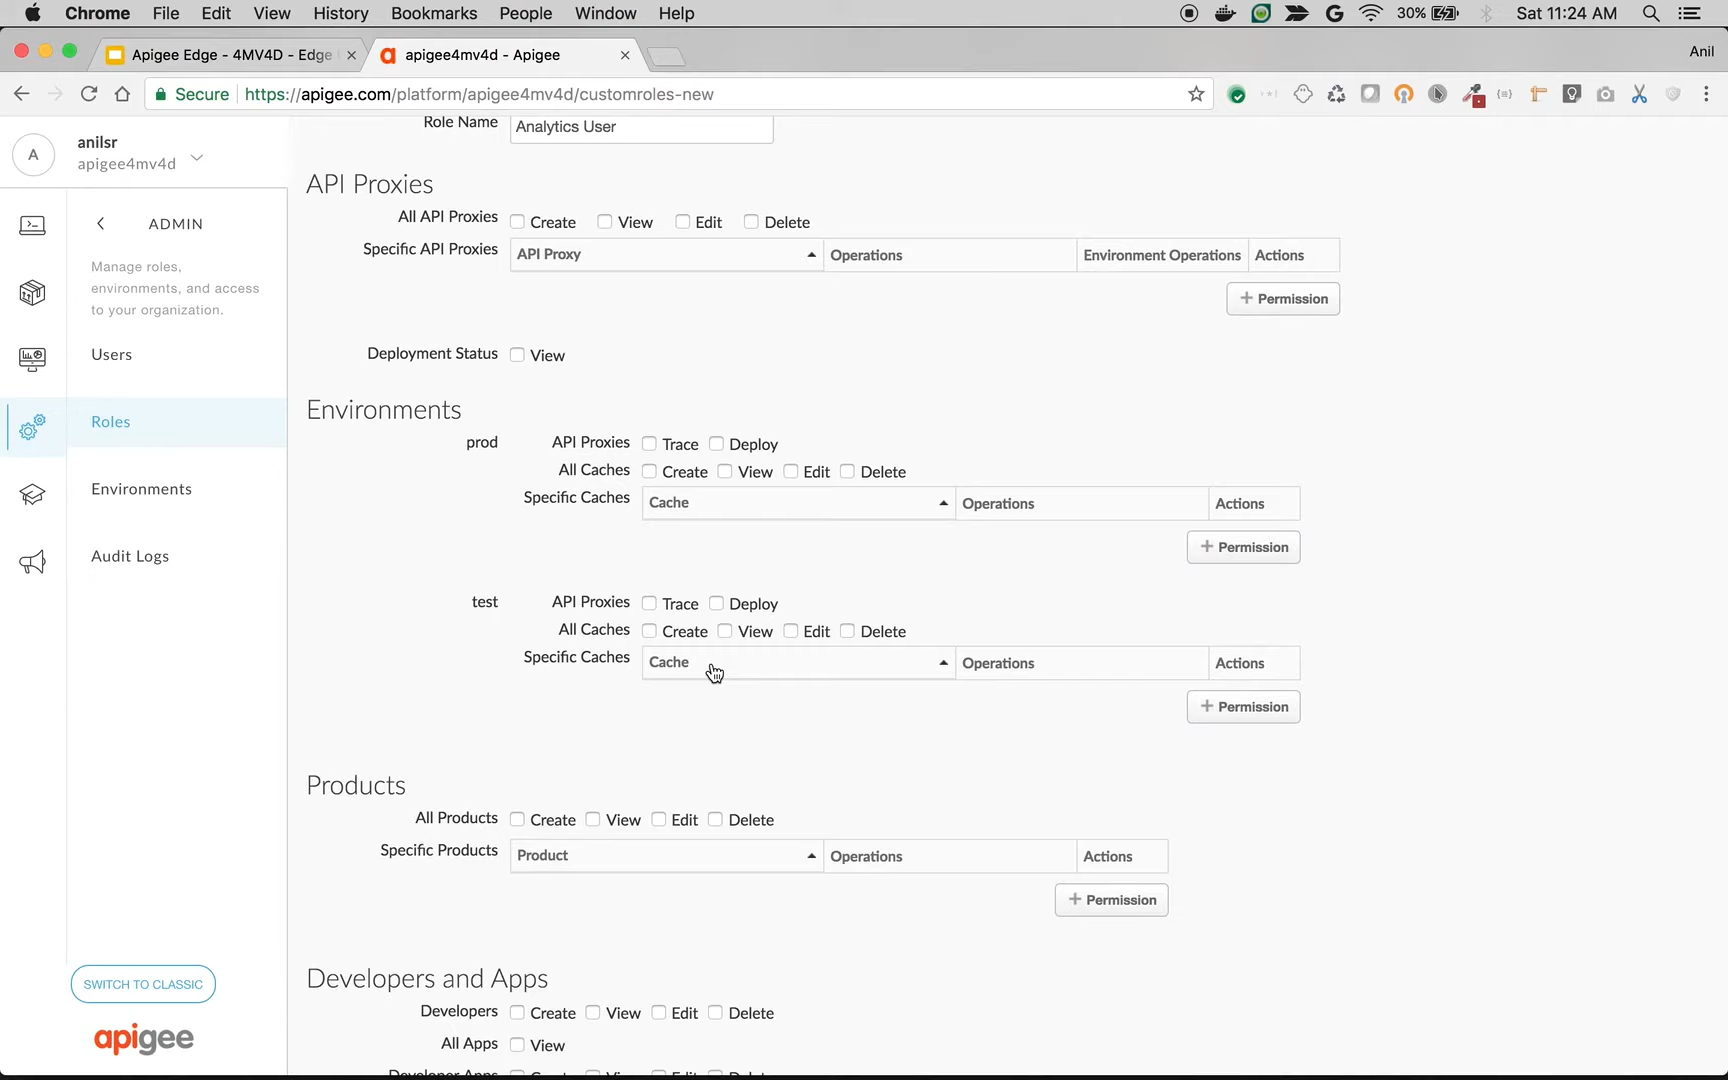 Chrome File Edit View History Bookmarks People Window Help 30% Sat 11:24 AM
Apigee Edge - 4MV4D - Edge apigee4mv4d - Apigee Anil
Secure https://apigee.com/platform/apigee4mv4d/customroles-new
A anilsr
apigee4mv4d
ADMIN
Manage roles,
environments, and access
to your organization.
Users
Roles
Environments
Audit Logs
SWITCH TO CLASSIC
apigee
Role Name Analytics User
API Proxies
All API Proxies Create View Edit Delete
Specific API Proxies API Proxy Operations Environment Operations Actions
+ Permission
Deployment Status View
Environments
prod API Proxies Trace Deploy
All Caches Create View Edit Delete
Specific Caches Cache Operations Actions
+ Permission
test API Proxies Trace Deploy
All Caches Create View Edit Delete
Specific Caches Cache Operations Actions
+ Permission
Products
All Products Create View Edit Delete
Specific Products Product Operations Actions
+ Permission
Developers and Apps
Developers Create View Edit Delete
All Apps View
Developer Apps Create View Edit Delete